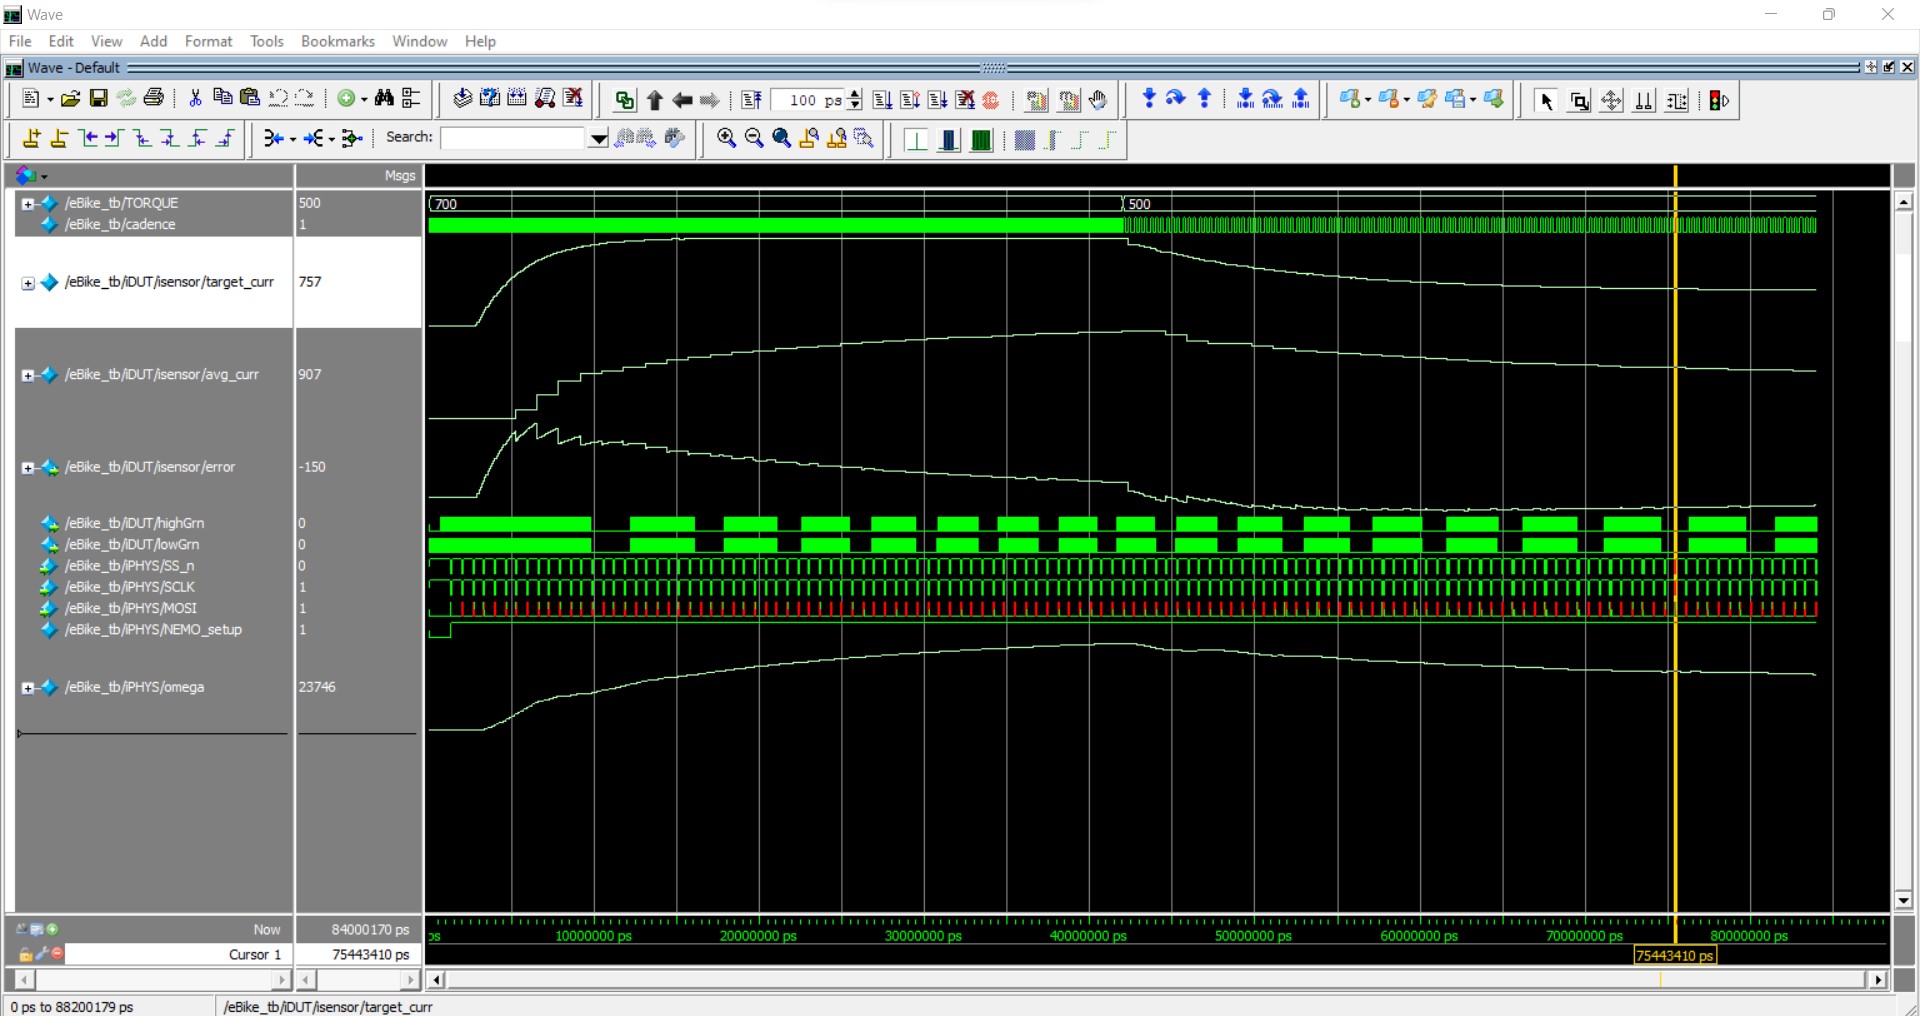 Wave
File Edit View Add Format Tools Bookmarks Window Help
Wave - Default
100 ps
Search:
Msgs
/eBike_tb/TORQUE 500 700 500
/eBike_tb/cadence 1
/eBike_tb/iDUT/isensor/target_curr 757
/eBike_tb/iDUT/isensor/avg_curr 907
/eBike_tb/iDUT/isensor/error -150
/eBike_tb/iDUT/highGrn 0
/eBike_tb/iDUT/lowGrn 0
/eBike_tb/iPHYS/SS_n 0
/eBike_tb/iPHYS/SCLK 1
/eBike_tb/iPHYS/MOSI 1
/eBike_tb/iPHYS/NEMO_setup 1
/eBike_tb/iPHYS/omega 23746
Now 84000170 ps ps 10000000 ps 20000000 ps 30000000 ps 40000000 ps 50000000 ps 60000000 ps 70000000 ps 80000000 ps
Cursor 1 75443410 ps 75443410 ps
0 ps to 88200179 ps /eBike_tb/iDUT/isensor/target_curr